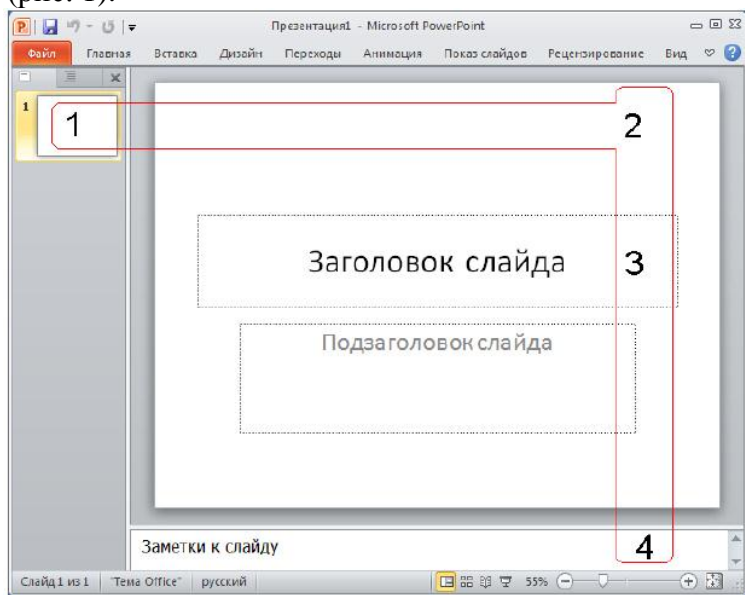 (рис. 1).
Презентация1 - Microsoft PowerPoint
Файл Главная Вставка Дизайн Переходы Анимация Показ слайдов Рецензирование Вид
1
1
2
Заголовок слайда
3
Подзаголовок слайда
Заметки к слайду
4
Слайд 1 из 1 "Тема Office" русский 55%